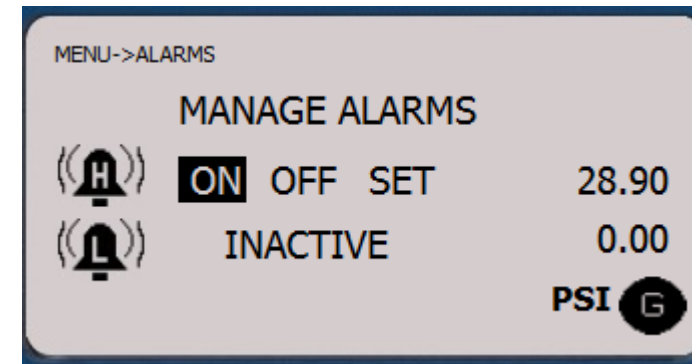 MENU->ALARMS
MANAGE ALARMS
H ON OFF SET 28.90
L INACTIVE 0.00
PSI G